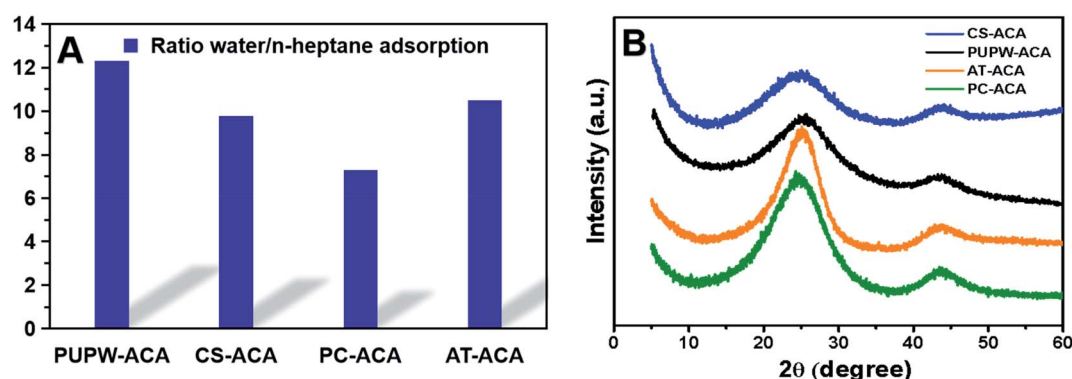 A
Ratio water/n-heptane adsorption
14
12
10
8
6
4
2
0
PUPW-ACA CS-ACA PC-ACA AT-ACA
B
CS-ACA
PUPW-ACA
AT-ACA
PC-ACA
Intensity (a.u.)
0 10 20 30 40 50 60
2θ (degree)